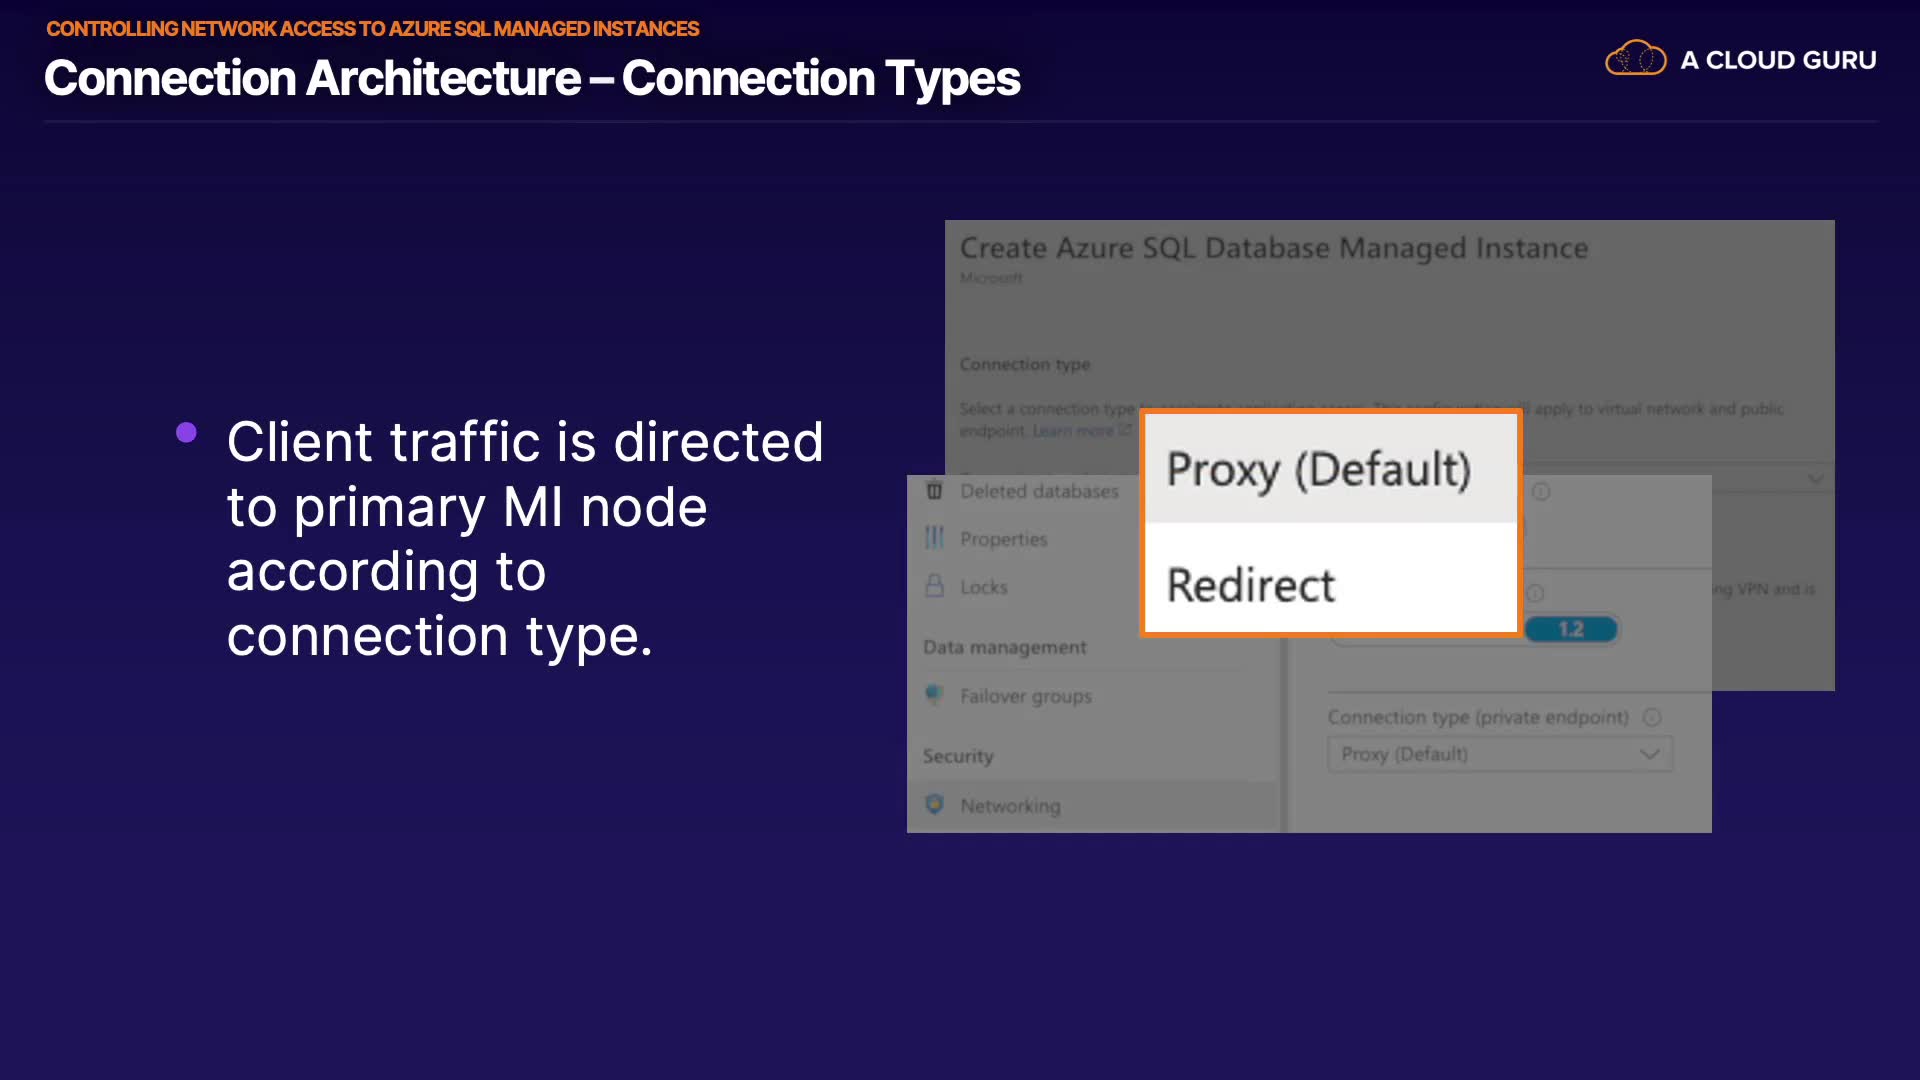 CONTROLLING NETWORK ACCESS TO AZURE SQL MANAGED INSTANCES
Connection Architecture – Connection Types
A CLOUD GURU
Client traffic is directed
to primary MI node
according to
connection type.
Create Azure SQL Database Managed Instance
Microsoft
Connection type
Select a connection type
apply to virtual network and public
endpoint. Learn more
Proxy (Default)
Redirect
Deleted databases
Properties
Locks
VPN and is
1.2
Data management
Failover groups
Connection type (private endpoint)
Proxy (Default)
Security
Networking